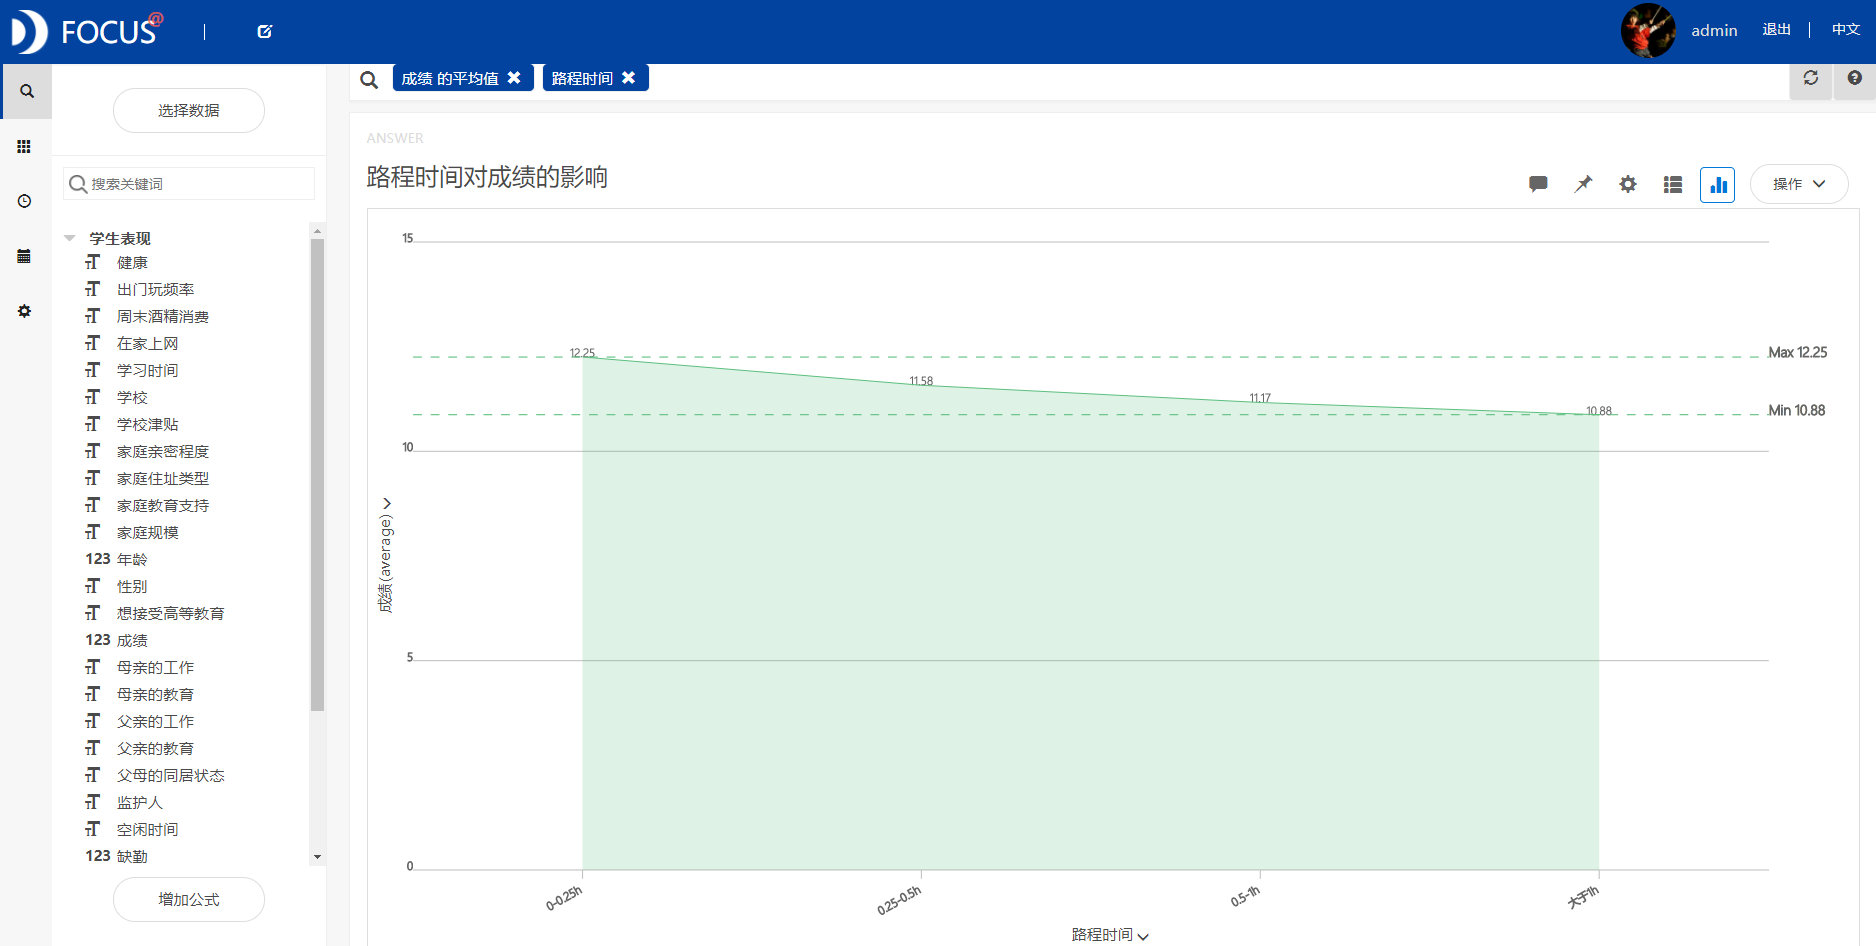 FOCUS@
admin 退出 中文
成绩 的平均值 路程时间
选择数据
搜索关键词
学生表现
健康
出门玩频率
周末酒精消费
在家上网
学习时间
学校
学校津贴
家庭亲密程度
家庭住址类型
家庭教育支持
家庭规模
123 年龄
性别
想接受高等教育
123 成绩
母亲的工作
母亲的教育
父亲的工作
父亲的教育
父母的同居状态
监护人
空闲时间
123 缺勤
增加公式
ANSWER
路程时间对成绩的影响
操作
15
10
5
0
成绩(average)
12.25
11.58
11.17
10.88
Max 12.25
Min 10.88
0-0.25h
0.25-0.5h
0.5-1h
大于1h
路程时间